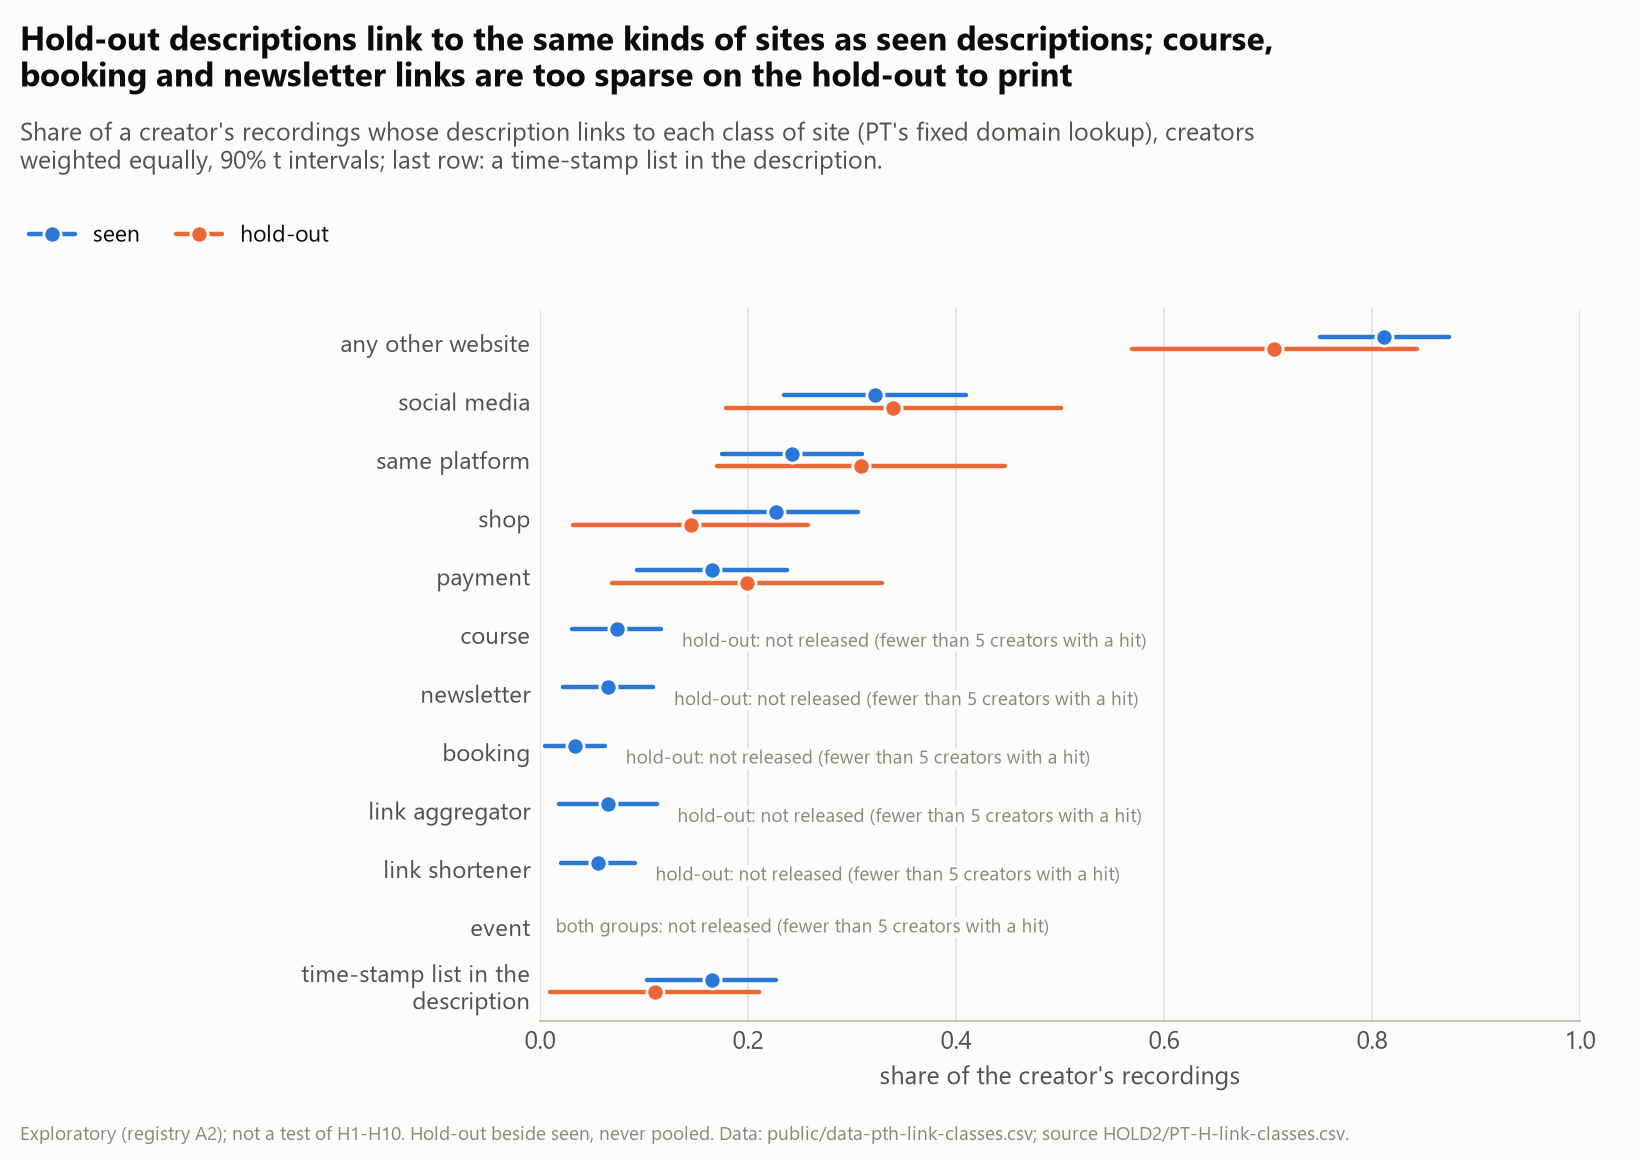 Hold-out descriptions link to the same kinds of sites as seen descriptions; course,
booking and newsletter links are too sparse on the hold-out to print
Share of a creator's recordings whose description links to each class of site (PT's fixed domain lookup), creators
weighted equally, 90% t intervals; last row: a time-stamp list in the description.
seen
hold-out
any other website
social media
same platform
shop
payment
course
hold-out: not released (fewer than 5 creators with a hit)
newsletter
hold-out: not released (fewer than 5 creators with a hit)
booking
hold-out: not released (fewer than 5 creators with a hit)
link aggregator
hold-out: not released (fewer than 5 creators with a hit)
link shortener
hold-out: not released (fewer than 5 creators with a hit)
event
both groups: not released (fewer than 5 creators with a hit)
time-stamp list in the
description
0.0 0.2 0.4 0.6 0.8 1.0
share of the creator's recordings
Exploratory (registry A2); not a test of H1-H10. Hold-out beside seen, never pooled. Data: public/data-pth-link-classes.csv; source HOLD2/PT-H-link-classes.csv.